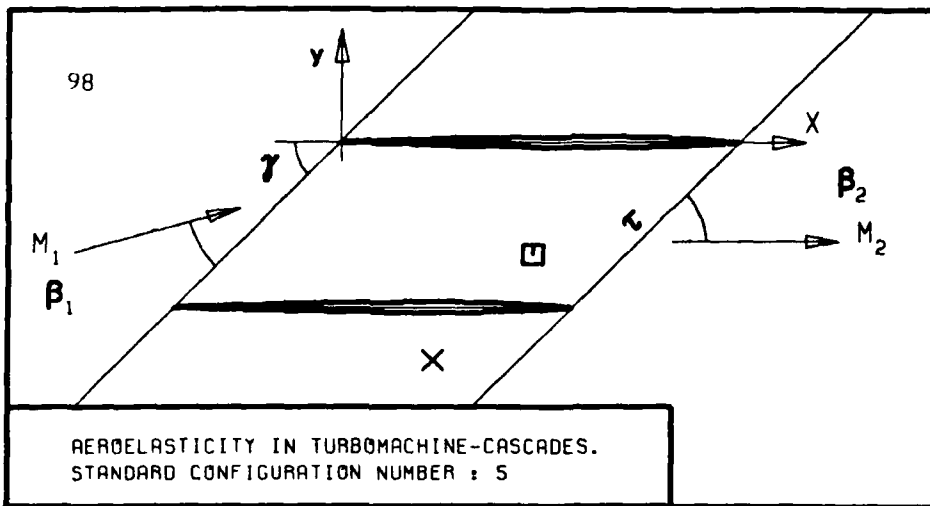 98
y
X
γ
β₂
τ
M₁
M₂
β₁
AEROELASTICITY IN TURBOMACHINE-CASCADES.
STANDARD CONFIGURATION NUMBER : 5